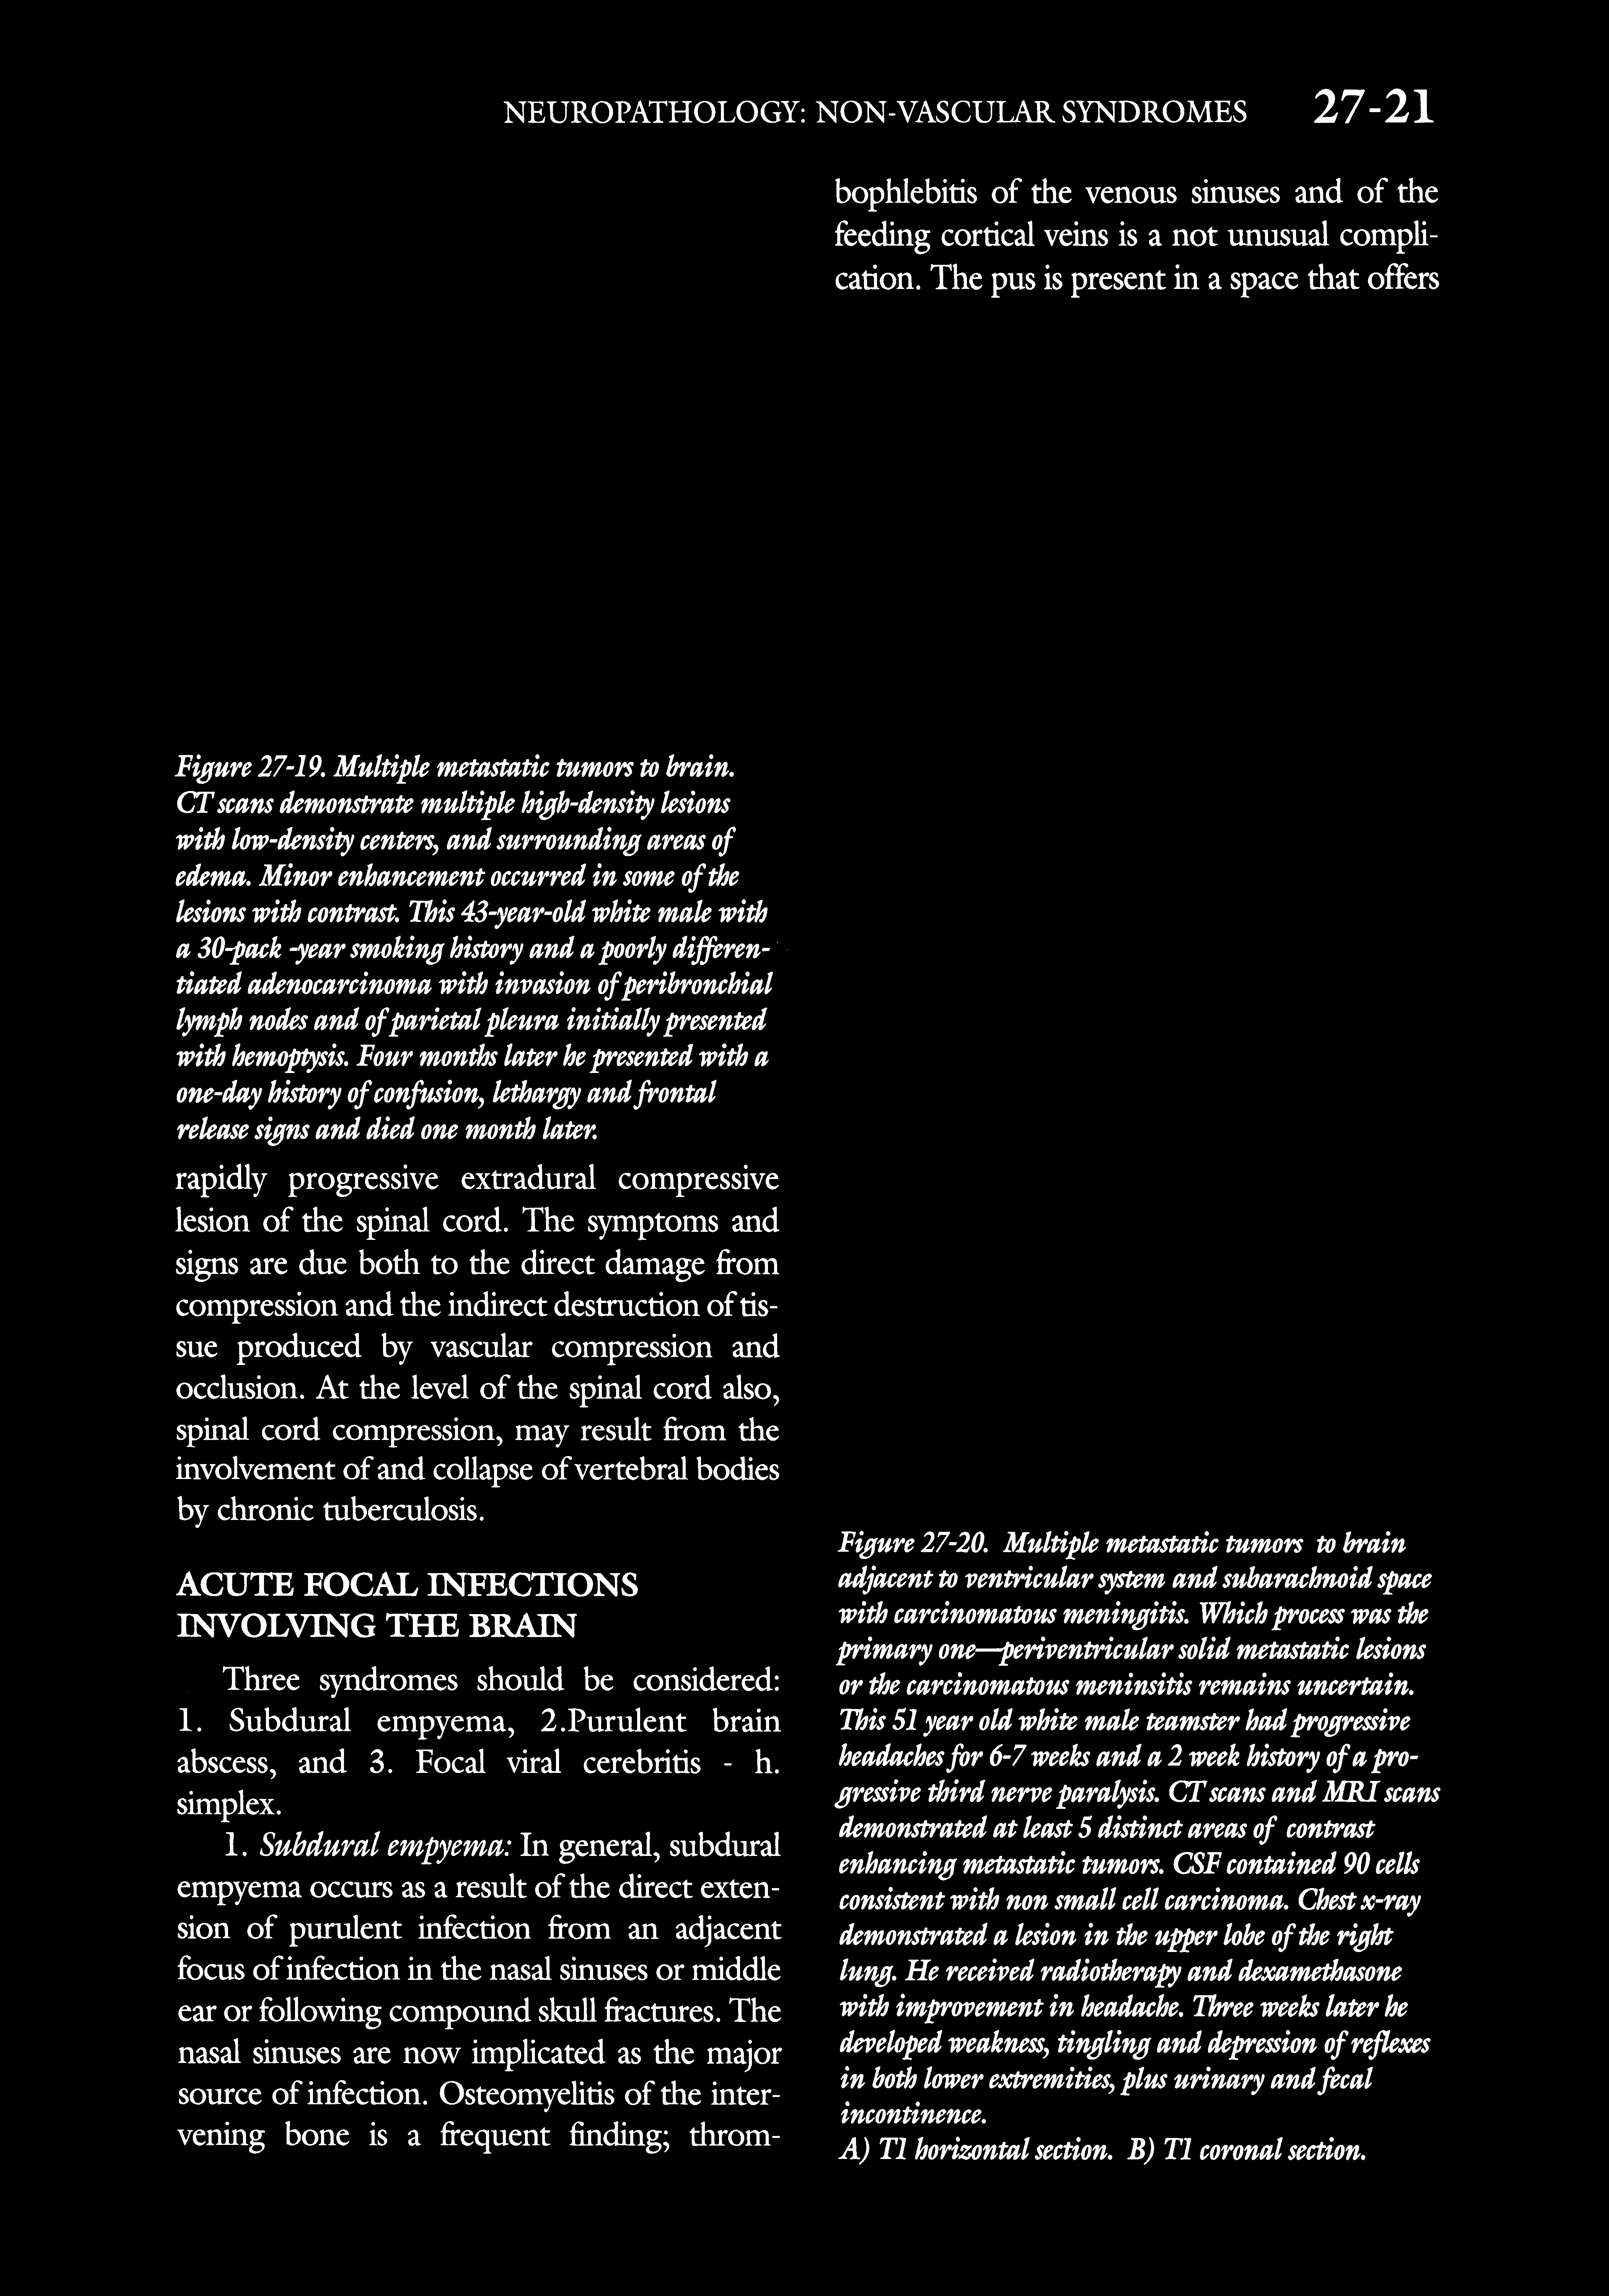 NEUROPATHOLOGY: NON-VASCULAR SYNDROMES 27-21
Figure 27-19. Multiple metastatic tumors to brain.
CT scans demonstrate multiple high-density lesions
with low-density centers, and surrounding areas of
edema. Minor enhancement occurred in some of the
lesions with contrast. This 43-year-old white male with
a 30-pack -year smoking history and a poorly differen-
tiated adenocarcinoma with invasion of peribronchial
lymph nodes and of parietal pleura initially presented
with hemoptysis. Four months later he presented with a
one-day history of confusion, lethargy and frontal
release signs and died one month later.
rapidly progressive extradural compressive
lesion of the spinal cord. The symptoms and
signs are due both to the direct damage from
compression and the indirect destruction of tis-
sue produced by vascular compression and
occlusion. At the level of the spinal cord also,
spinal cord compression, may result from the
involvement of and collapse of vertebral bodies
by chronic tuberculosis.
ACUTE FOCAL INFECTIONS
INVOLVING THE BRAIN
Three syndromes should be considered:
1. Subdural empyema, 2.Purulent brain
abscess, and 3. Focal viral cerebritis - h.
simplex.
1. Subdural empyema: In general, subdural
empyema occurs as a result of the direct exten-
sion of purulent infection from an adjacent
focus of infection in the nasal sinuses or middle
ear or following compound skull fractures. The
nasal sinuses are now implicated as the major
source of infection. Osteomyelitis of the inter-
vening bone is a frequent finding; throm-
bophlebitis of the venous sinuses and of the
feeding cortical veins is a not unusual compli-
cation. The pus is present in a space that offers
Figure 27-20. Multiple metastatic tumors to brain
adjacent to ventricular system and subarachnoid space
with carcinomatous meningitis. Which process was the
primary one—periventricular solid metastatic lesions
or the carcinomatous meninsitis remains uncertain.
This 51 year old white male teamster had progressive
headaches for 6-7 weeks and a 2 week history of a pro-
gressive third nerve paralysis. CT scans and MRI scans
demonstrated at least 5 distinct areas of contrast
enhancing metastatic tumors. CSF contained 90 cells
consistent with non small cell carcinoma. Chest x-ray
demonstrated a lesion in the upper lobe of the right
lung. He received radiotherapy and dexamethasone
with improvement in headache. Three weeks later he
developed weakness, tingling and depression of reflexes
in both lower extremities, plus urinary and fecal
incontinence.
A) T1 horizontal section. B) T1 coronal section.